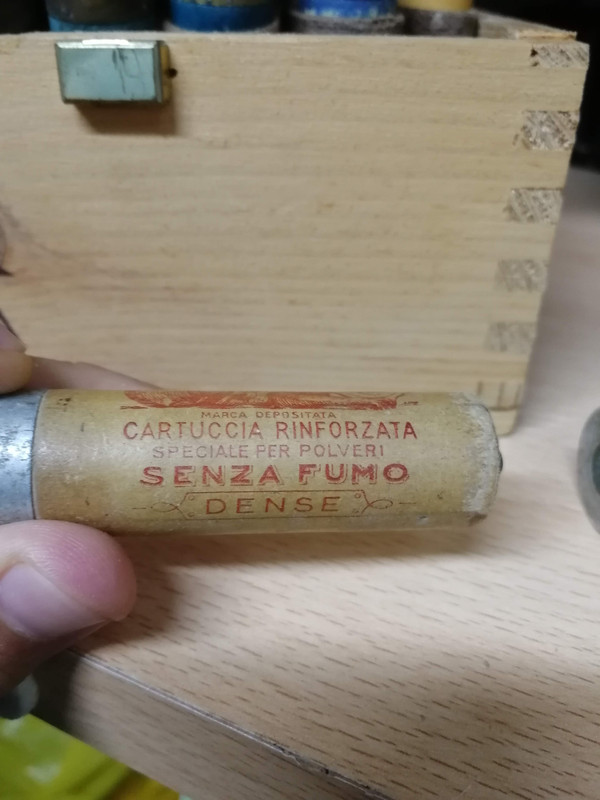 MARCA DEPOSITATA
CARTUCCIA RINFORZATA
SPECIALE PER POLVERI
SENZA FUMO
DENSE